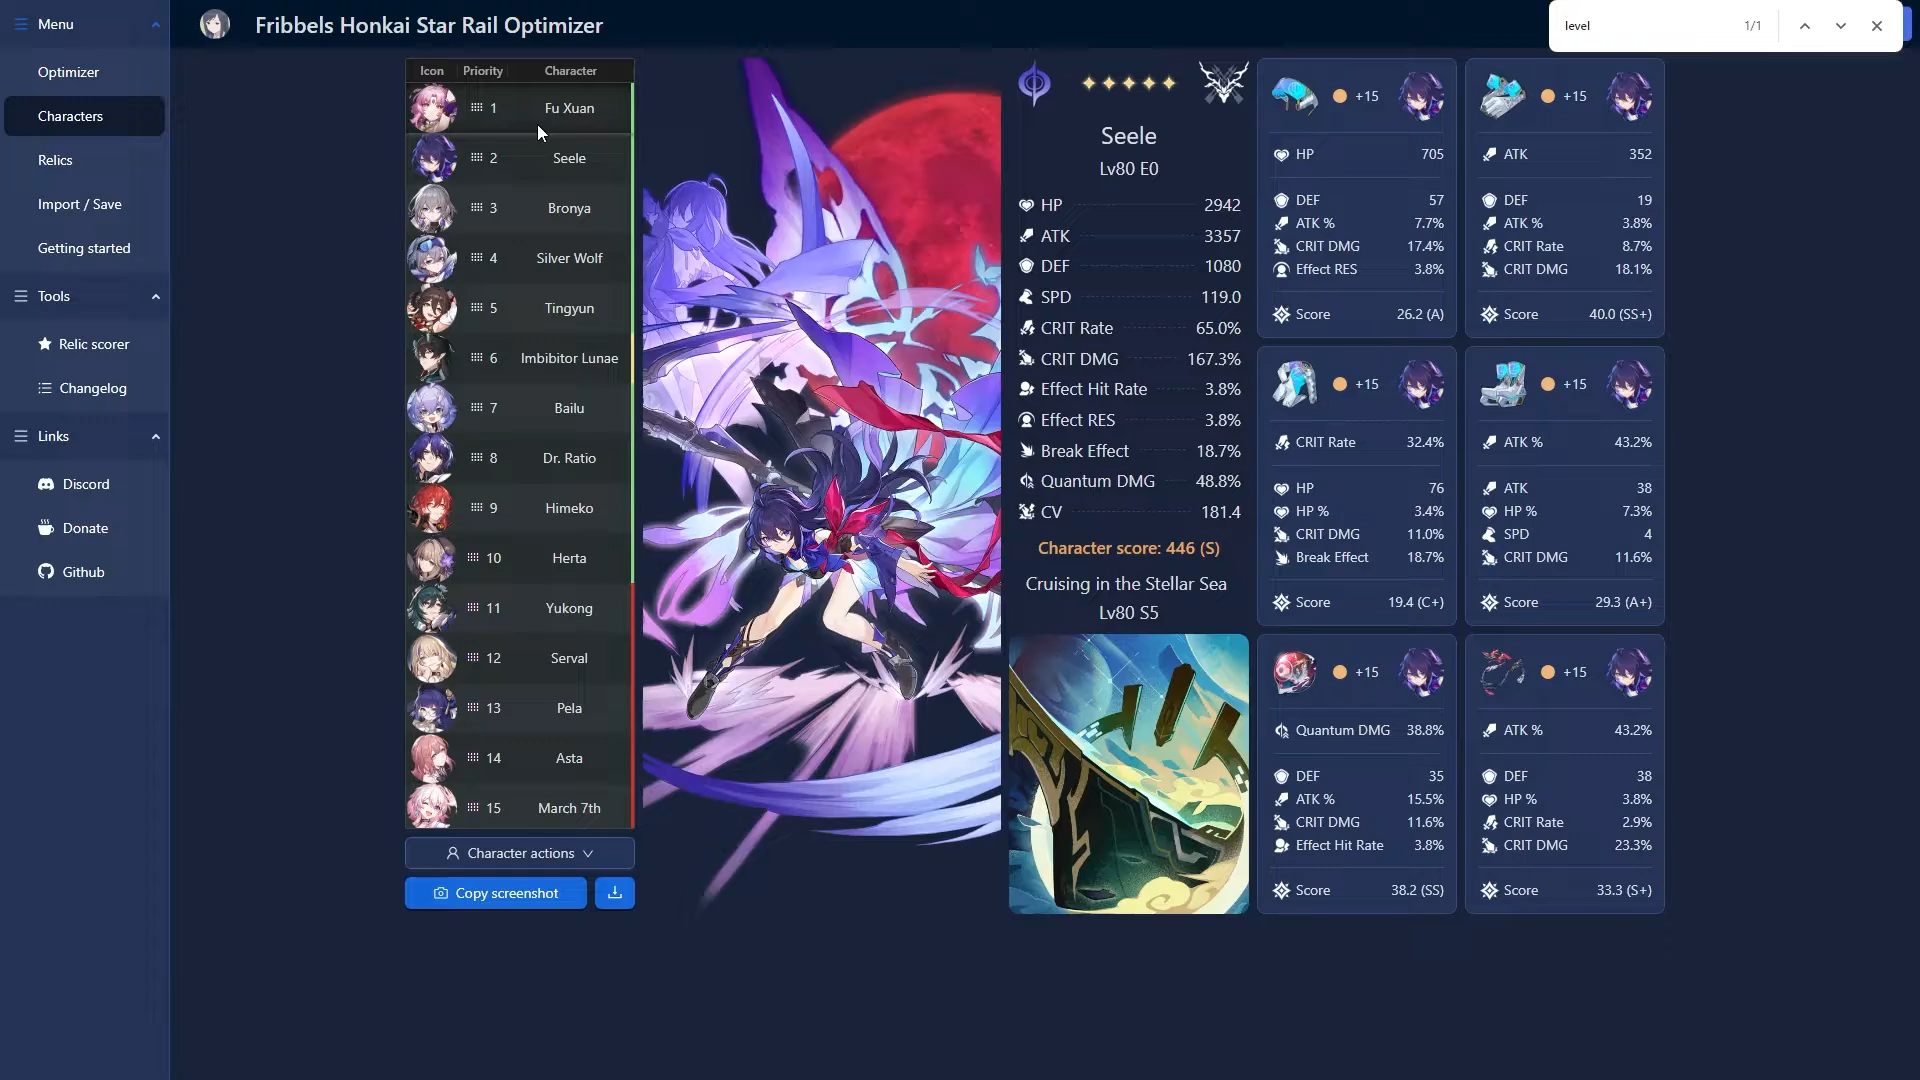 Menu
Optimizer
Characters
Relics
Import / Save
Getting started
Tools
Relic scorer
Changelog
Links
Discord
Donate
Github
Fribbels Honkai Star Rail Optimizer
level
1/1
Icon Priority Character
1 Fu Xuan
2 Seele
3 Bronya
4 Silver Wolf
5 Tingyun
6 Imbibitor Lunae
7 Bailu
8 Dr. Ratio
9 Himeko
10 Herta
11 Yukong
12 Serval
13 Pela
14 Asta
15 March 7th
Character actions
Copy screenshot
Seele
Lv80 E0
HP 2942
ATK 3357
DEF 1080
SPD 119.0
CRIT Rate 65.0%
CRIT DMG 167.3%
Effect Hit Rate 3.8%
Effect RES 3.8%
Break Effect 18.7%
Quantum DMG 48.8%
CV 181.4
Character score: 446 (S)
Cruising in the Stellar Sea
Lv80 S5
+15
HP 705
DEF 57
ATK % 7.7%
CRIT DMG 17.4%
Effect RES 3.8%
Score 26.2 (A)
+15
ATK 352
DEF 19
ATK % 3.8%
CRIT Rate 8.7%
CRIT DMG 18.1%
Score 40.0 (SS+)
+15
CRIT Rate 32.4%
HP 76
HP % 3.4%
CRIT DMG 11.0%
Break Effect 18.7%
Score 19.4 (C+)
+15
ATK % 43.2%
ATK 38
HP % 7.3%
SPD 4
CRIT DMG 11.6%
Score 29.3 (A+)
+15
Quantum DMG 38.8%
DEF 35
ATK % 15.5%
CRIT DMG 11.6%
Effect Hit Rate 3.8%
Score 38.2 (SS)
+15
ATK % 43.2%
DEF 38
HP % 3.8%
CRIT Rate 2.9%
CRIT DMG 23.3%
Score 33.3 (S+)